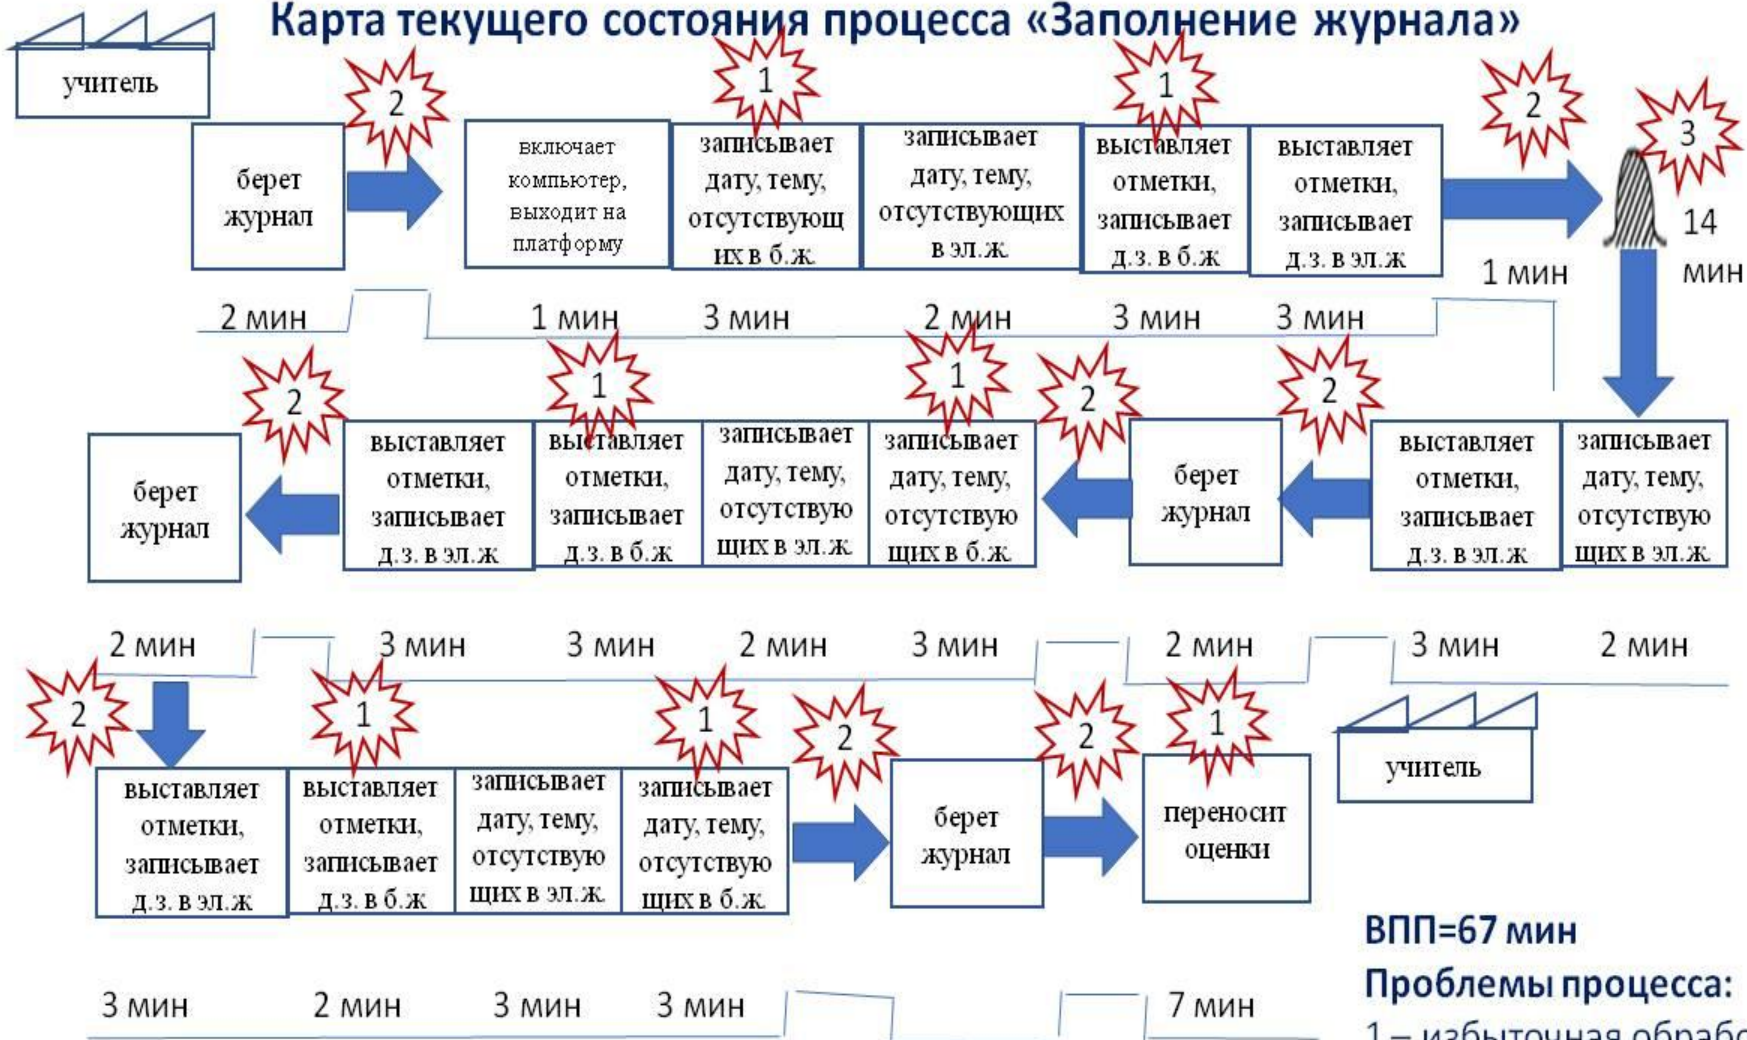 Карта текущего состояния процесса «Заполнение журнала»
учитель
2
1
1
2
3
берет
журнал
включает
компьютер,
выходит на
платформу
записывает
дату, тему,
отсутствующ
их в б.ж.
записывает
дату, тему,
отсутствующих
в эл.ж.
выставляет
отметки,
записывает
д.з. в б.ж
выставляет
отметки,
записывает
д.з. в эл.ж
14
мин
1 мин
2 мин
1 мин
3 мин
2 мин
3 мин
3 мин
2
1
1
2
2
берет
журнал
выставляет
отметки,
записывает
д.з. в эл.ж
выставляет
отметки,
записывает
д.з. в б.ж
записывает
дату, тему,
отсутствую
щих в эл.ж.
записывает
дату, тему,
отсутствую
щих в б.ж.
берет
журнал
выставляет
отметки,
записывает
д.з. в эл.ж
записывает
дату, тему,
отсутствую
щих в эл.ж.
2 мин
3 мин
3 мин
2 мин
3 мин
2 мин
3 мин
2 мин
2
1
1
2
2
1
учитель
выставляет
отметки,
записывает
д.з. в эл.ж
выставляет
отметки,
записывает
д.з. в б.ж
записывает
дату, тему,
отсутствую
щих в эл.ж.
записывает
дату, тему,
отсутствую
щих в б.ж.
берет
журнал
переносит
оценки
3 мин
2 мин
3 мин
3 мин
7 мин
ВПП=67 мин
Проблемы процесса:
1 – избыточная